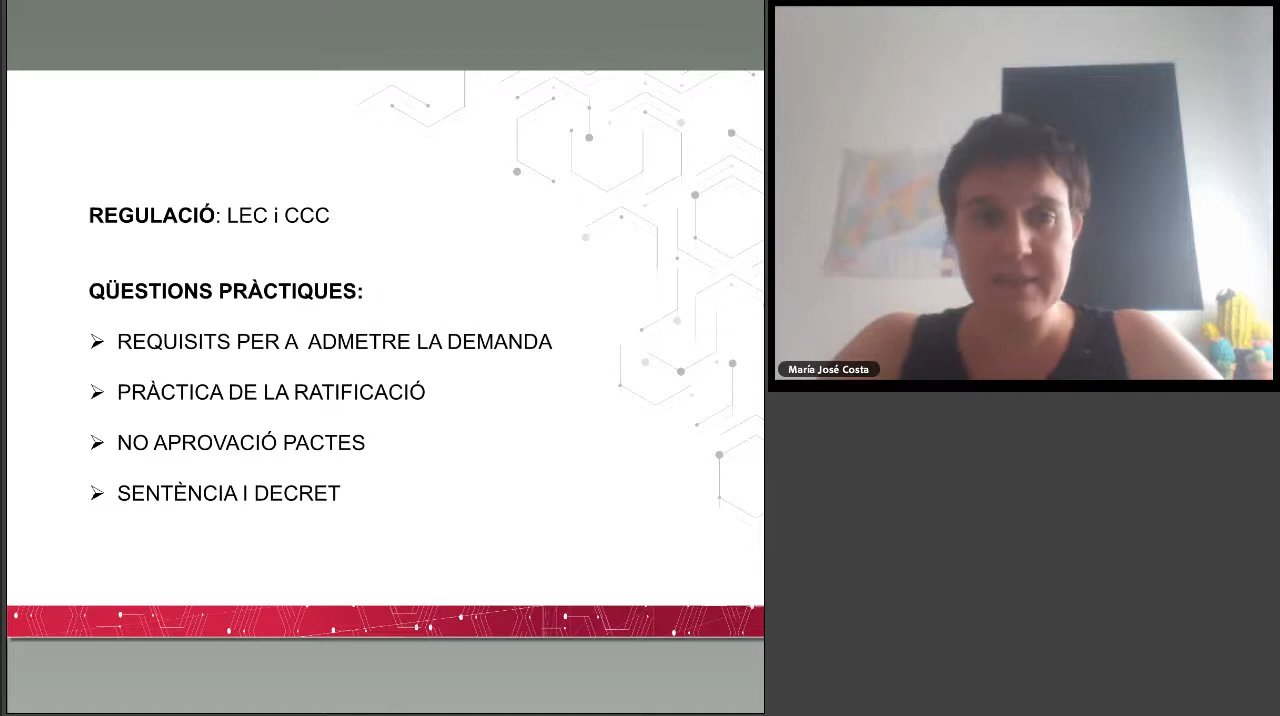 REGULACIÓ: LEC i CCC
QÜESTIONS PRÀCTIQUES:
REQUISITS PER A ADMETRE LA DEMANDA
PRÀCTICA DE LA RATIFICACIÓ
NO APROVACIÓ PACTES
SENTÈNCIA I DECRET
María José Costa